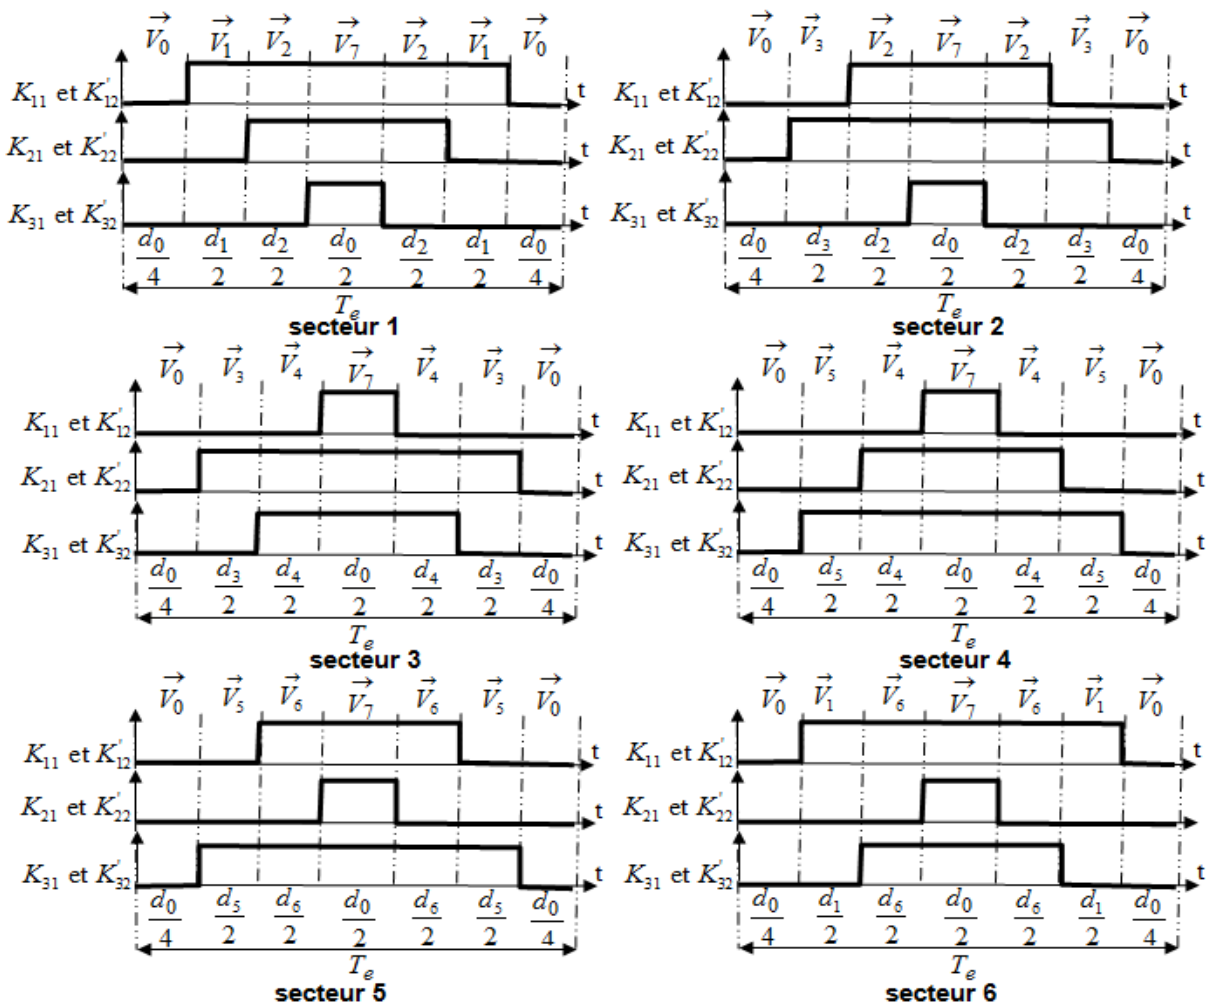 V₀ V₁ V₂ V₇ V₂ V₁ V₀
K₁₁ et K'₁₂ t
K₂₁ et K'₂₂ t
K₃₁ et K'₃₂ t
d₀/4 d₁/2 d₂/2 d₀/2 d₂/2 d₁/2 d₀/4
Tₑ
secteur 1
V₀ V₃ V₂ V₇ V₂ V₃ V₀
K₁₁ et K'₁₂ t
K₂₁ et K'₂₂ t
K₃₁ et K'₃₂ t
d₀/4 d₃/2 d₂/2 d₀/2 d₂/2 d₃/2 d₀/4
Tₑ
secteur 2
V₀ V₃ V₄ V₇ V₄ V₃ V₀
K₁₁ et K'₁₂ t
K₂₁ et K'₂₂ t
K₃₁ et K'₃₂ t
d₀/4 d₃/2 d₄/2 d₀/2 d₄/2 d₃/2 d₀/4
Tₑ
secteur 3
V₀ V₅ V₄ V₇ V₄ V₅ V₀
K₁₁ et K'₁₂ t
K₂₁ et K'₂₂ t
K₃₁ et K'₃₂ t
d₀/4 d₅/2 d₄/2 d₀/2 d₄/2 d₅/2 d₀/4
Tₑ
secteur 4
V₀ V₅ V₆ V₇ V₆ V₅ V₀
K₁₁ et K'₁₂ t
K₂₁ et K'₂₂ t
K₃₁ et K'₃₂ t
d₀/4 d₅/2 d₆/2 d₀/2 d₆/2 d₅/2 d₀/4
Tₑ
secteur 5
V₀ V₁ V₆ V₇ V₆ V₁ V₀
K₁₁ et K'₁₂ t
K₂₁ et K'₂₂
K₃₁ et K'₃₂ t
d₀/4 d₁/2 d₆/2 d₀/2 d₆/2 d₁/2 d₀/4
Tₑ
secteur 6